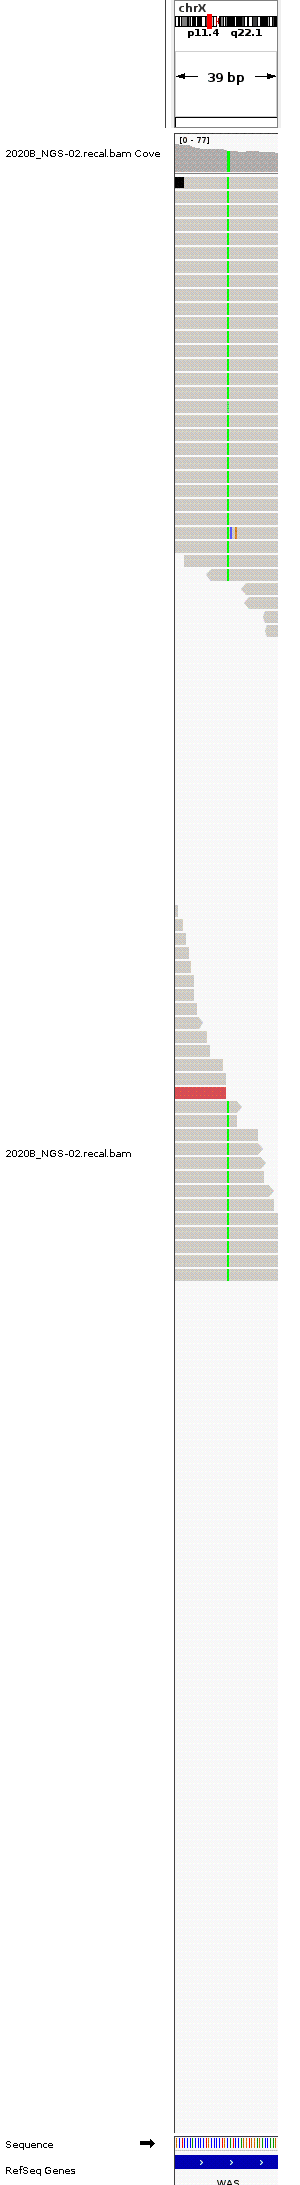 chrX
p11.4 q22.1
39 bp
[0 - 77]
2020B_NGS-02.recal.bam Cove
2020B_NGS-02.recal.bam
Sequence
RefSeq Genes
WAS